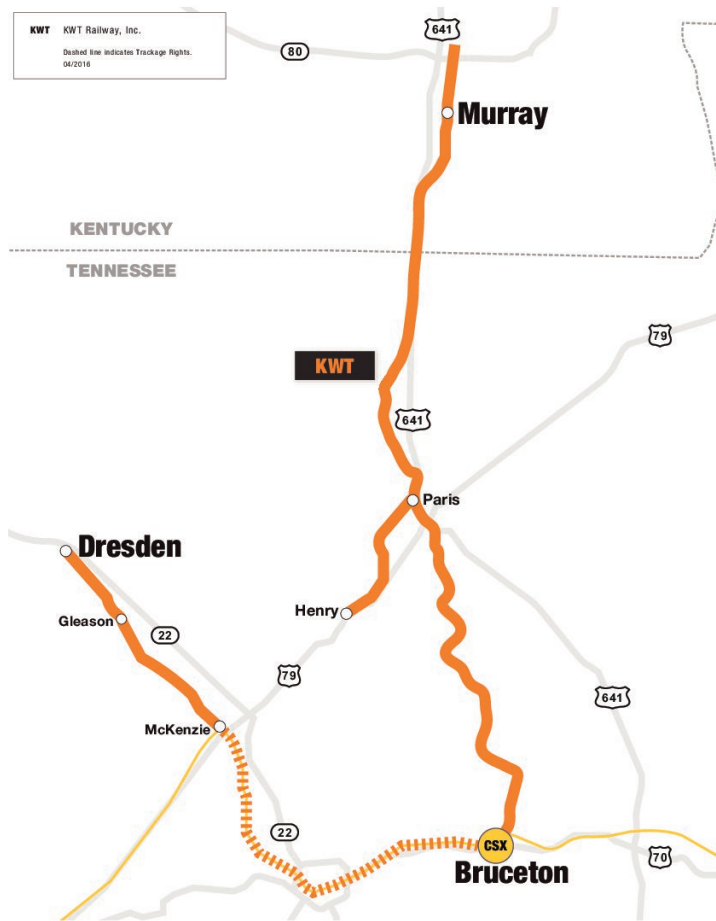 KWT KWT Railway, Inc.
Dashed line indicates Trackage Rights.
04/2016
641
80
Murray
KENTUCKY
TENNESSEE
79
KWT
641
Paris
Dresden
Henry
Gleason
22
79
641
McKenzie
22
CSX
70
Bruceton